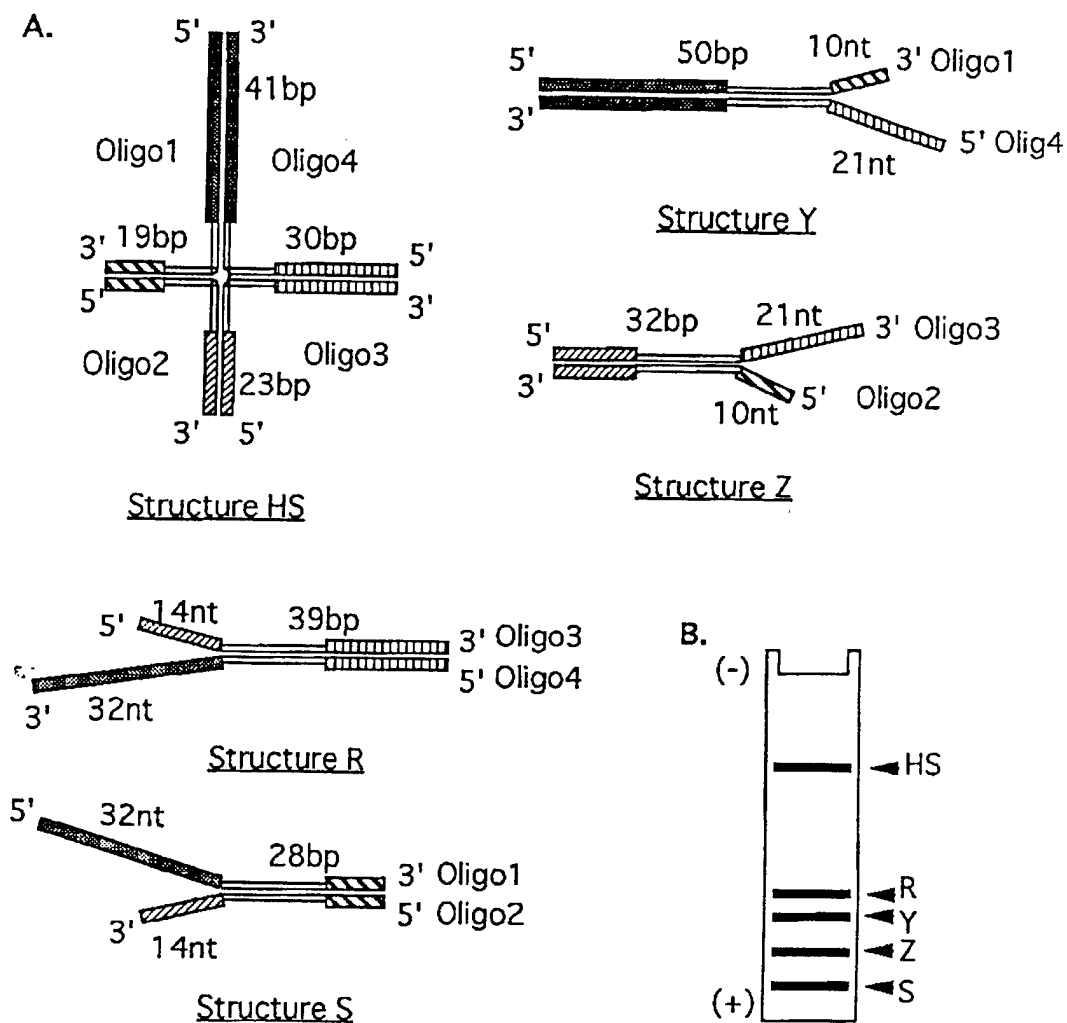 A.
5' 3'
41bp
Oligo1 Oligo4
19bp 30bp
3' 5'
5' 3'
Oligo2 Oligo3
23bp
3' 5'
Structure HS
50bp 10nt
5' 3' Oligo1
3' 5' Olig4
21nt
Structure Y
32bp 21nt
5' 3' Oligo3
3' 5' Oligo2
10nt
Structure Z
14nt 39bp
5' 3' Oligo3
5' Oligo4
3' 32nt
Structure R
5' 32nt
28bp
3' Oligo1
5' Oligo2
3' 14nt
Structure S
B.
(-)
HS
R
Y
Z
S
(+)